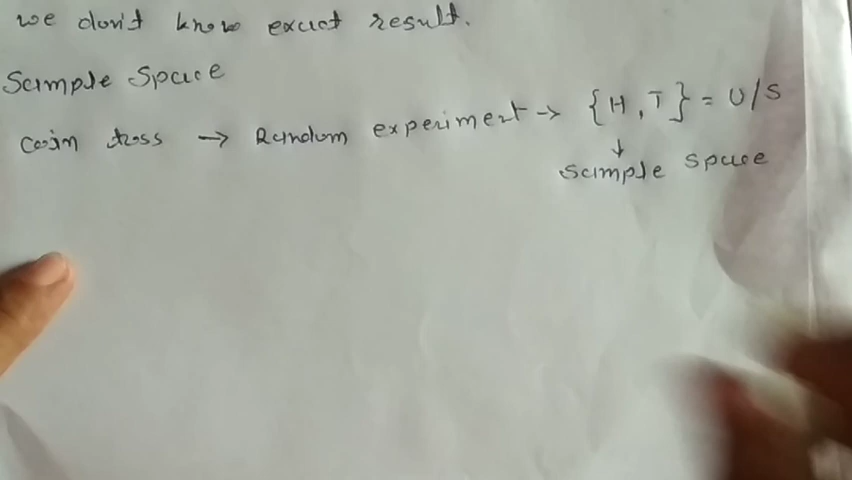 we don't know exact result.
Sample Space
Coin toss → Random experiment → {H, T} = U/S
↓
Sample space